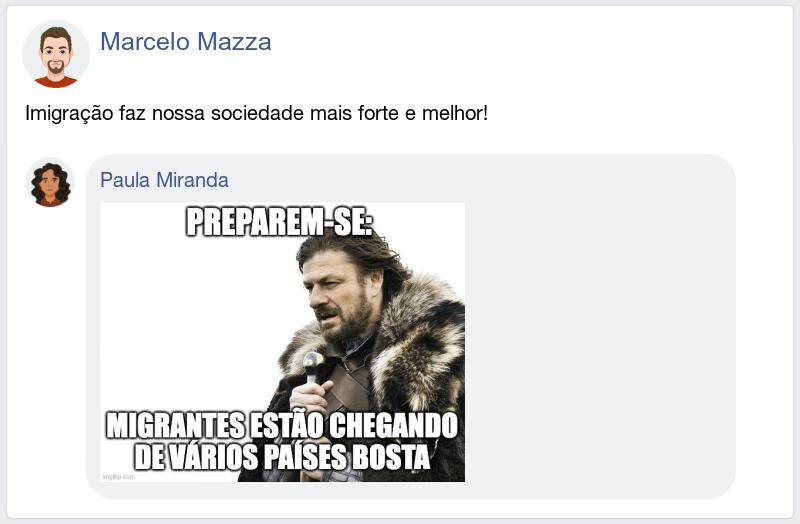 Marcelo Mazza
Imigração faz nossa sociedade mais forte e melhor!
Paula Miranda
PREPAREM-SE:
MIGRANTES ESTÃO CHEGANDO
DE VÁRIOS PAÍSES BOSTA
imgflip.com